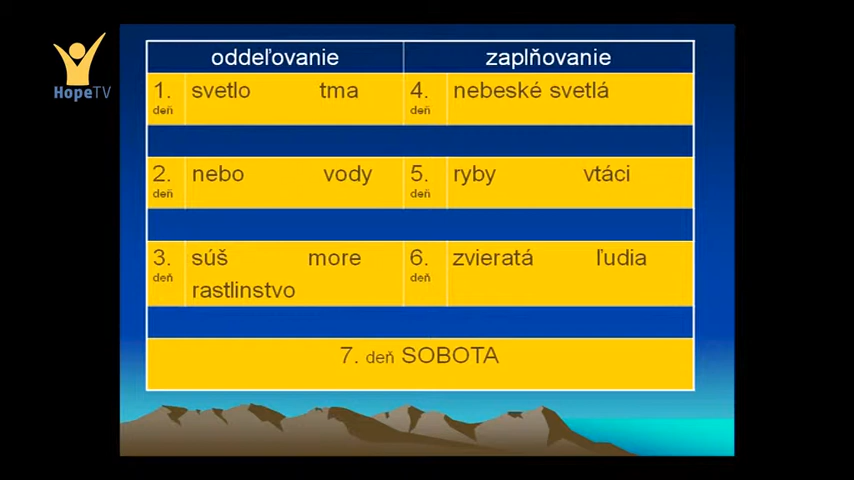 HopeTV
oddeľovanie zaplňovanie
1. deň svetlo tma 4. deň nebeské svetlá
2. deň nebo vody 5. deň ryby vtáci
3. deň súš more 6. deň zvieratá ľudia
rastlinstvo
7. deň SOBOTA